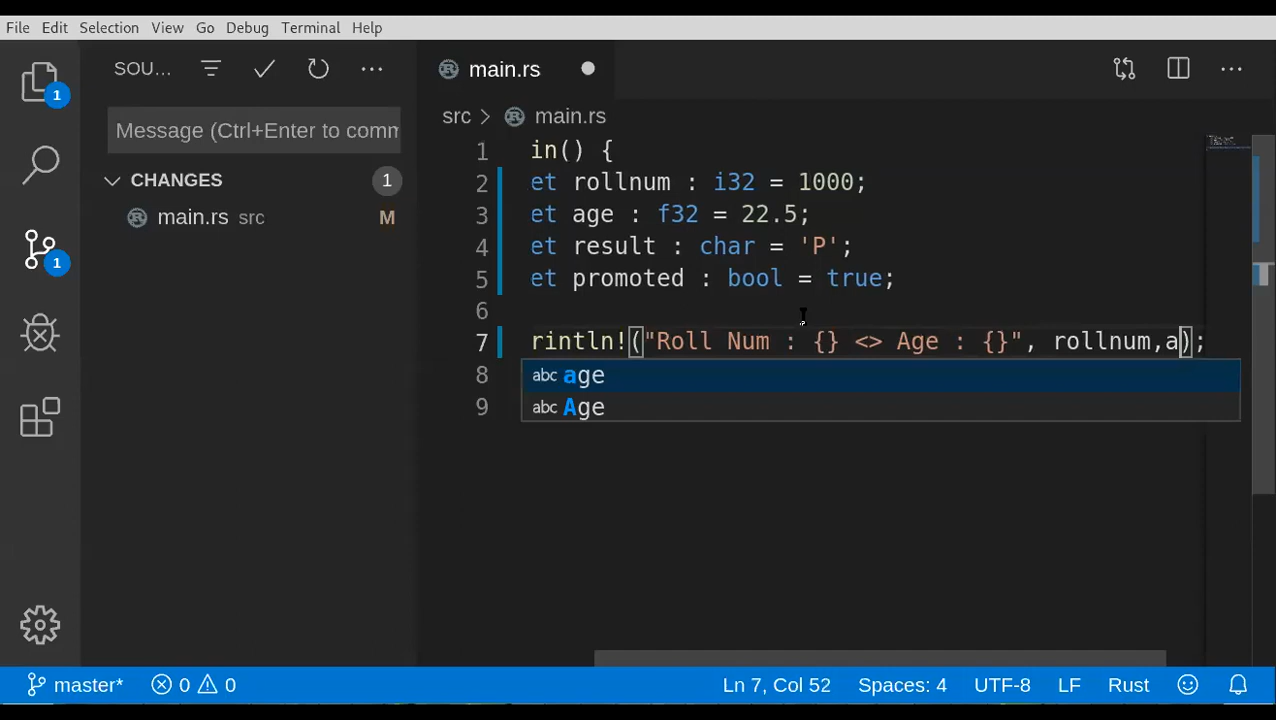 File Edit Selection View Go Debug Terminal Help
SOU...
main.rs
1
Message (Ctrl+Enter to comm
src > main.rs
CHANGES 1
main.rs src M
1
1 in() {
2 et rollnum : i32 = 1000;
3 et age : f32 = 22.5;
4 et result : char = 'P';
5 et promoted : bool = true;
6
7 rintln!("Roll Num : {} <> Age : {}", rollnum,a);
8 abc age
9 abc Age
master* 0 0 Ln 7, Col 52 Spaces: 4 UTF-8 LF Rust